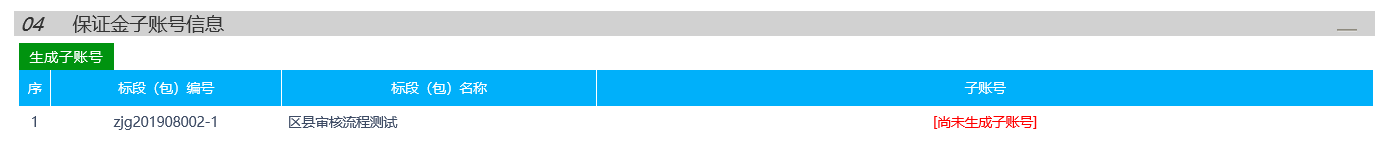 04 保证金子账号信息
生成子账号
序 标段（包）编号 标段（包）名称 子账号
1 zjg201908002-1 区县审核流程测试 [尚未生成子账号]